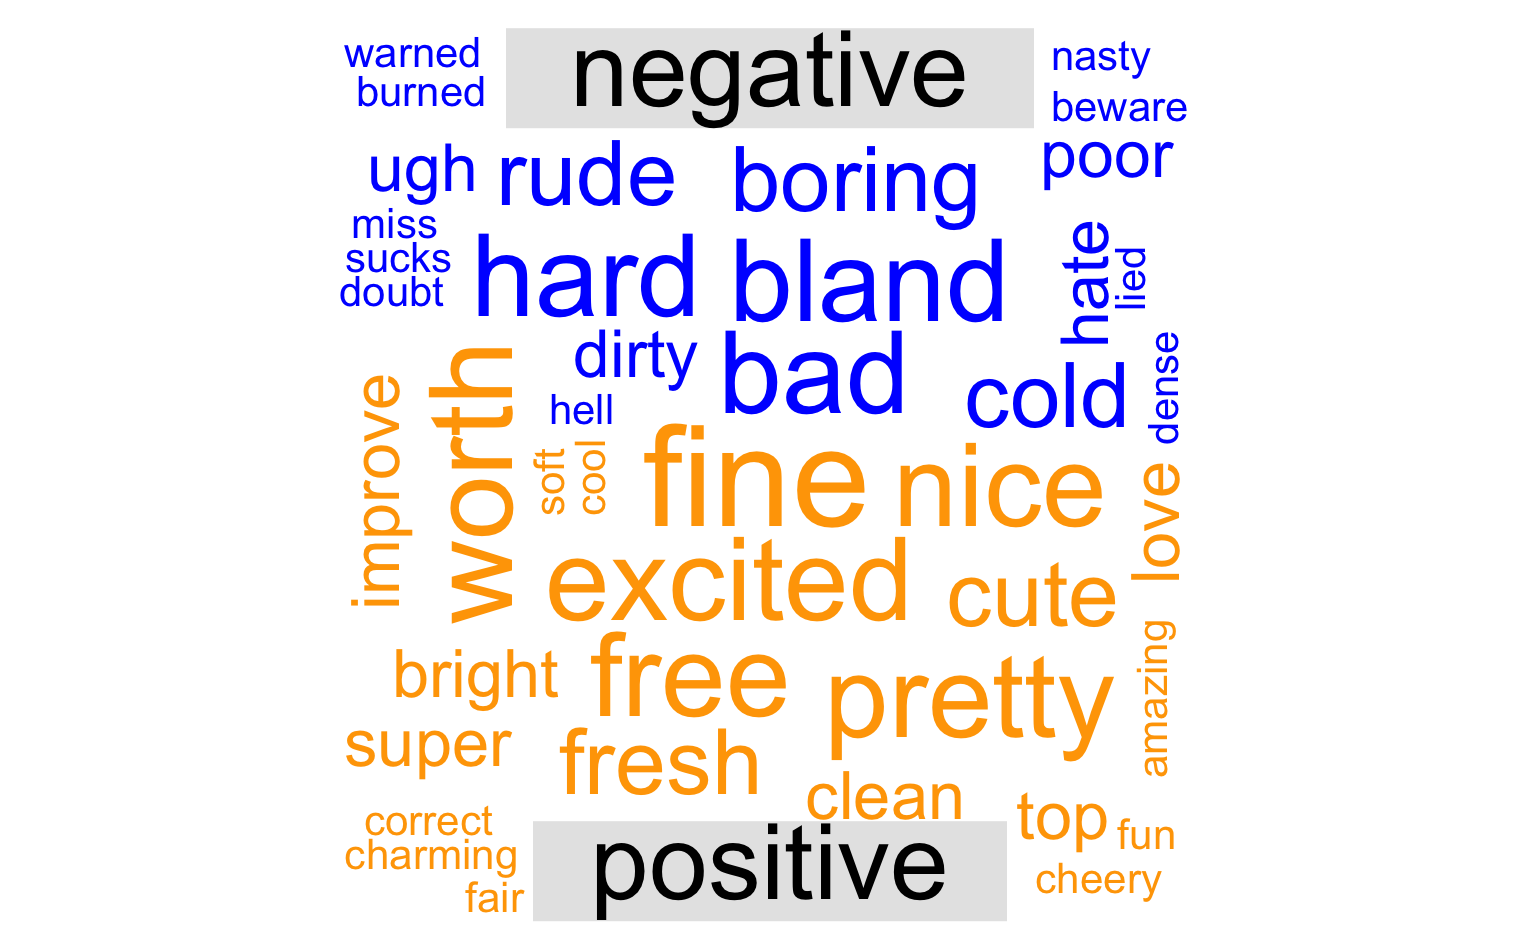 negative
warned
burned
nasty
beware
ugh
rude
boring
poor
miss
sucks
doubt
hard
bland
hate
lied
dirty
bad
hell
cold
dense
improve
worth
soft
cool
fine
nice
love
excited
cute
bright
free
pretty
amazing
super
fresh
clean
top
fun
correct
charming
fair
cheery
positive